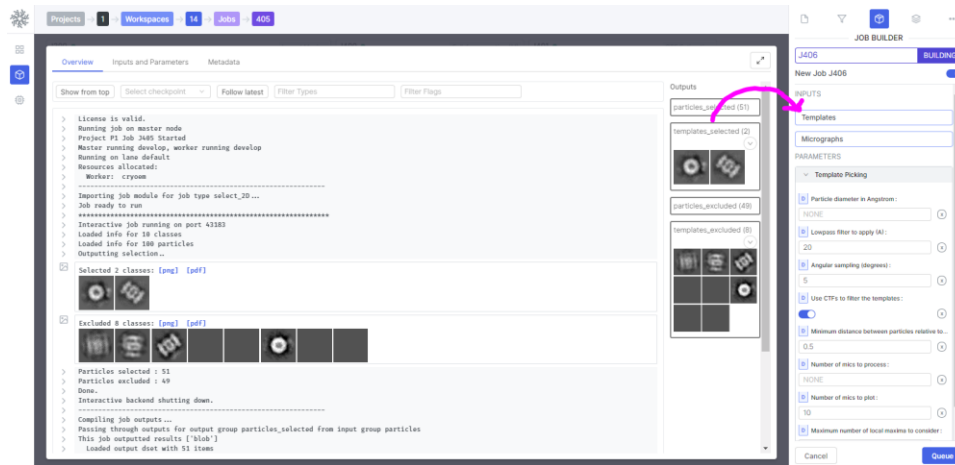 Projects → 1 → Workspaces → 14 → Jobs → 405
Overview
Inputs and Parameters
Metadata
Show from top
Select checkpoint
Follow latest
Filter Types
Filter Flags
License is valid.
Running job on master node
Project P1 Job J405 Started
Master running develop, worker running develop
Running on lane default
Resources allocated:
Worker: cryoem
--------------------------------------------------------------
Importing job module for job type select_2D...
Job ready to run
***************************************************************
Interactive job running on port 43183
Loaded info for 10 classes
Loaded info for 100 particles
Outputting selection..
Selected 2 classes: [png] [pdf]
Excluded 8 classes: [png] [pdf]
Particles selected : 51
Particles excluded : 49
Done.
Interactive backend shutting down.
--------------------------------------------------------------
Compiling job outputs...
Passing through outputs for output group particles_selected from input group particles
This job outputted results ['blob']
Loaded output dset with 51 items
Outputs
particles_selected (51)
templates_selected (2)
particles_excluded (49)
templates_excluded (8)
JOB BUILDER
J406
BUILDING
New Job J406
INPUTS
Templates
Micrographs
PARAMETERS
Template Picking
D Particle diameter in Angstrom :
NONE
D Lowpass filter to apply (A) :
20
D Angular sampling (degrees) :
5
D Use CTFs to filter the templates :
D Minimum distance between particles relative to...
0.5
D Number of mics to process :
NONE
D Number of mics to plot :
10
D Maximum number of local maxima to consider :
Cancel
Queue